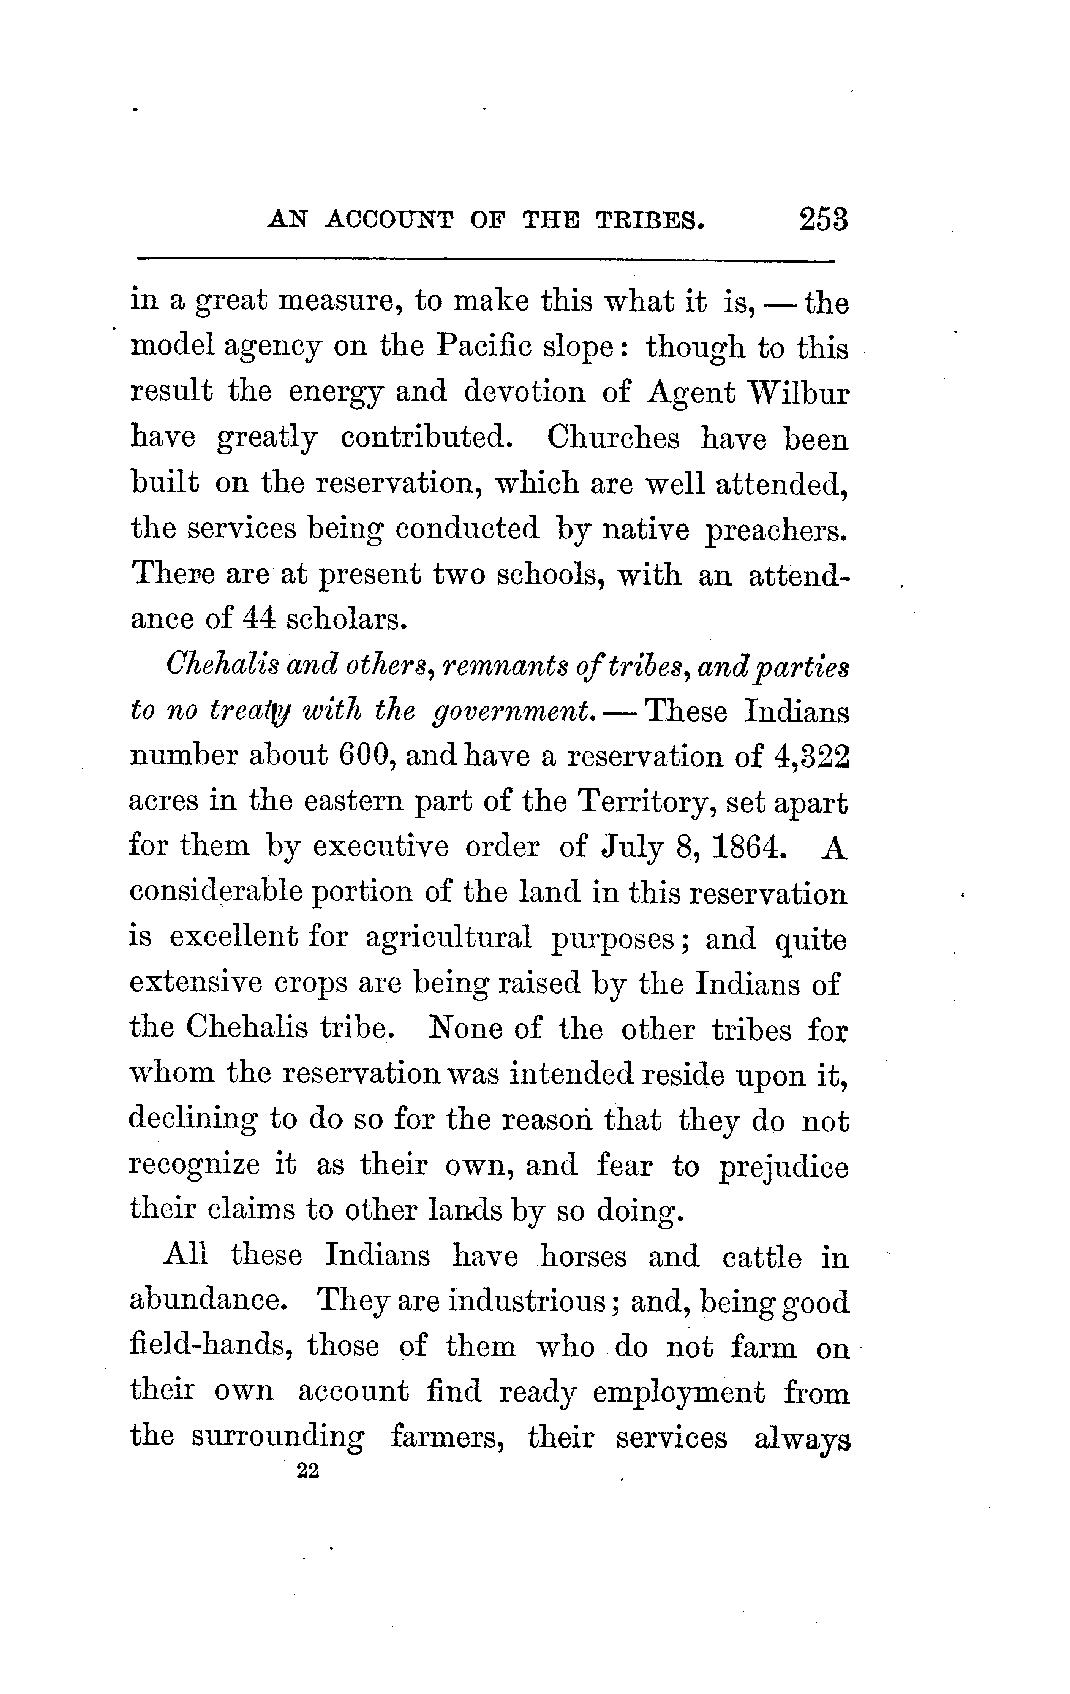 AN ACCOUNT OF THE TRIBES. 253
in a great measure, to make this what it is, — the
model agency on the Pacific slope: though to this
result the energy and devotion of Agent Wilbur
have greatly contributed. Churches have been
built on the reservation, which are well attended,
the services being conducted by native preachers.
There are at present two schools, with an attend-
ance of 44 scholars.
Chehalis and others, remnants of tribes, and parties
to no treaty with the government. — These Indians
number about 600, and have a reservation of 4,322
acres in the eastern part of the Territory, set apart
for them by executive order of July 8, 1864. A
considerable portion of the land in this reservation
is excellent for agricultural purposes; and quite
extensive crops are being raised by the Indians of
the Chehalis tribe. None of the other tribes for
whom the reservation was intended reside upon it,
declining to do so for the reason that they do not
recognize it as their own, and fear to prejudice
their claims to other lands by so doing.
All these Indians have horses and cattle in
abundance. They are industrious; and, being good
field-hands, those of them who do not farm on
their own account find ready employment from
the surrounding farmers, their services always
22